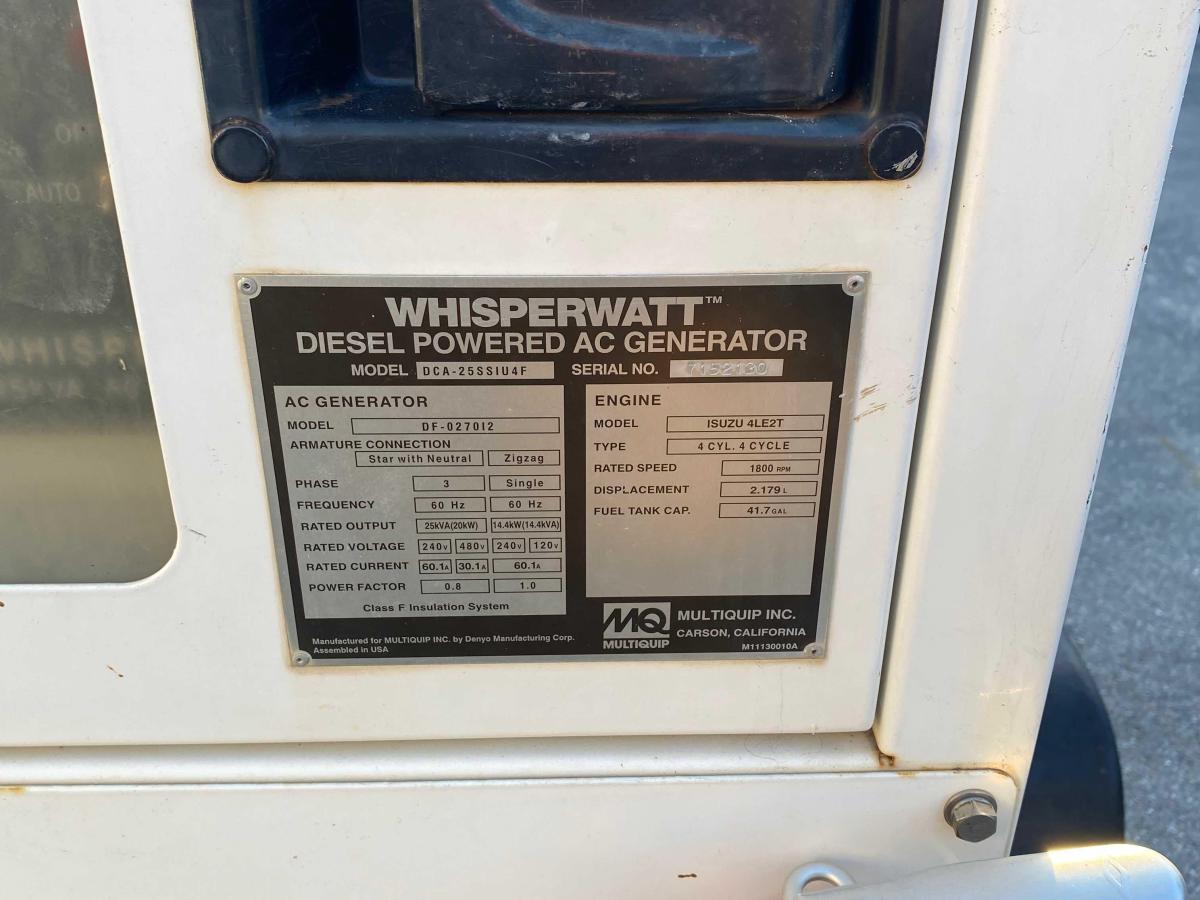 AUTO
WHISP
WHISPERWATT™
DIESEL POWERED AC GENERATOR
MODEL DCA-25SSIU4F SERIAL NO. 7152130
AC GENERATOR
MODEL DF-0270I2
ARMATURE CONNECTION
Star with Neutral Zigzag
PHASE 3 Single
FREQUENCY 60 Hz 60 Hz
RATED OUTPUT 25kVA(20kW) 14.4kW(14.4kVA)
RATED VOLTAGE 240V 480V 240V 120V
RATED CURRENT 60.1A 30.1A 60.1A
POWER FACTOR 0.8 1.0
Class F Insulation System
Manufactured for MULTIQUIP INC. by Denyo Manufacturing Corp.
Assembled in USA
ENGINE
MODEL ISUZU 4LE2T
TYPE 4 CYL. 4 CYCLE
RATED SPEED 1800 RPM
DISPLACEMENT 2.179 L
FUEL TANK CAP. 41.7 GAL
MQ
MULTIQUIP
MULTIQUIP INC.
CARSON, CALIFORNIA
M11130010A